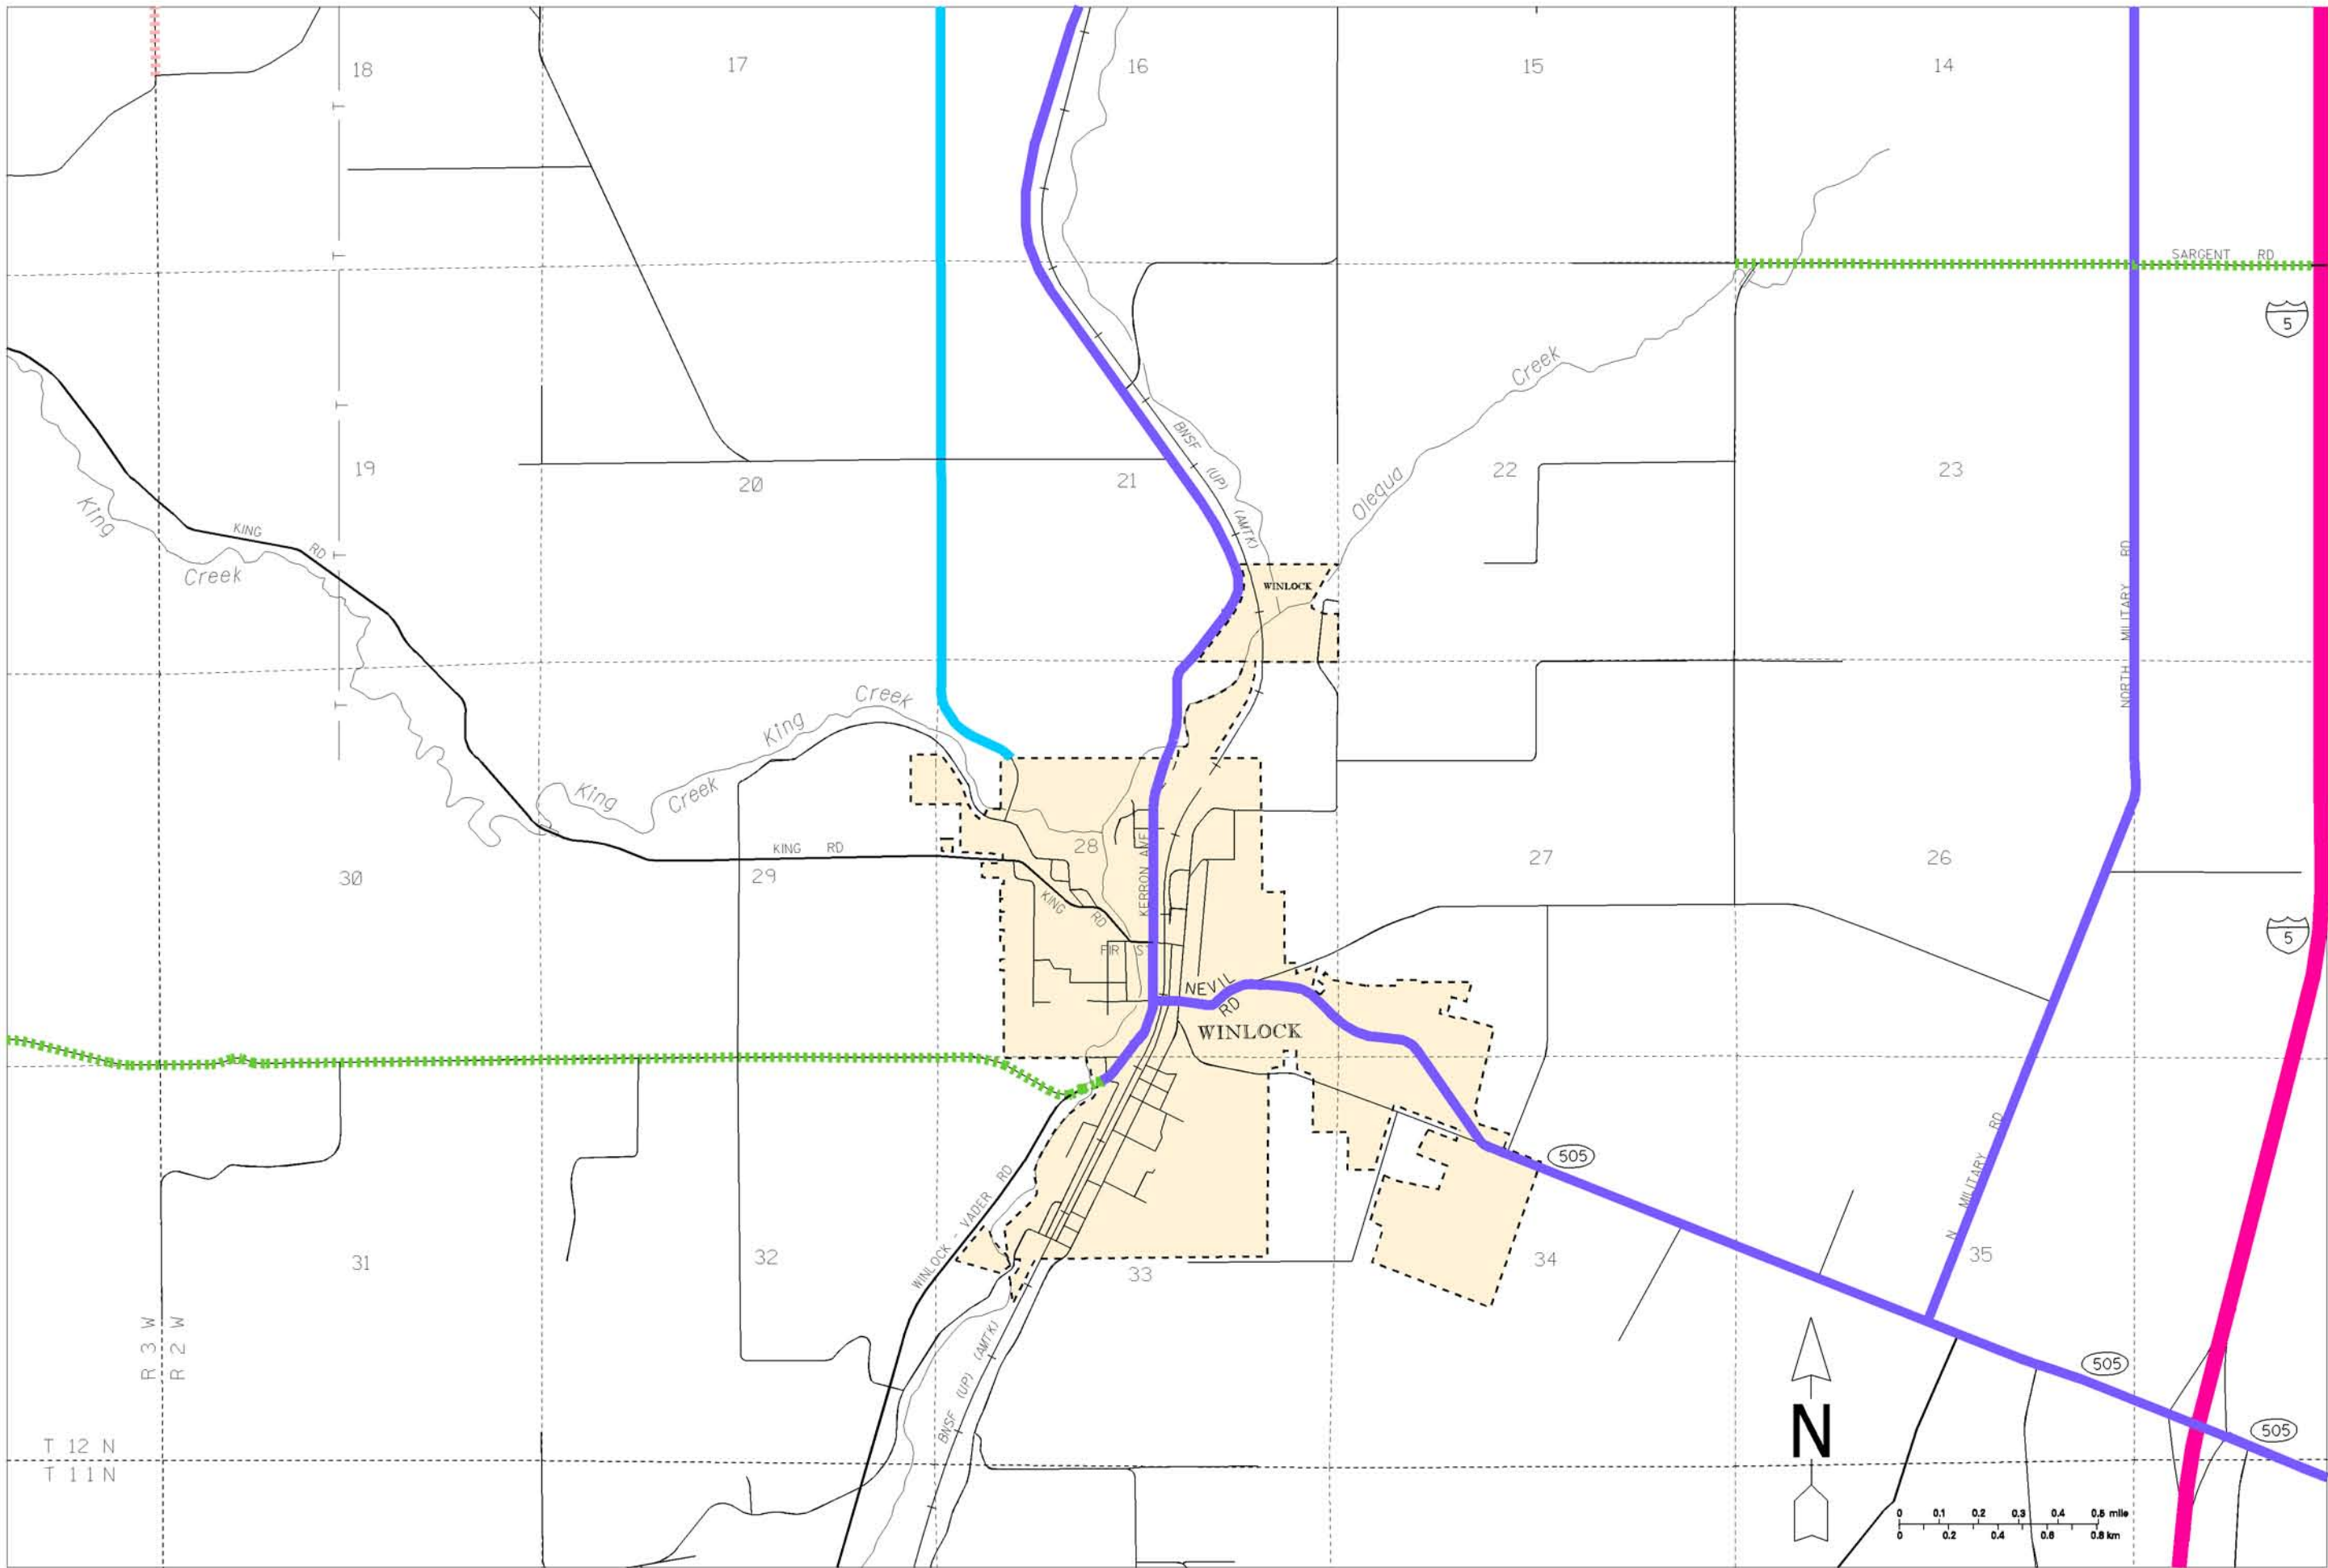 18
17
16
15
14
T
T
SARGENT RD
5
Creek
T
BNSF (UP) (AMTK)
19
20
21
22
23
Olequa
King
KING RD
T
Creek
WINLOCK
NORTH MILITARY RD
T
Creek
King
King
Creek
KERRON AVE
28
KING RD
27
26
30
29
KING RD
FIR ST
5
NEVIL RD
WINLOCK
505
N MILITARY RD
WINLOCK - VADER RD
31
32
33
34
35
R 3 W
R 2 W
BNSF (UP) (AMTK)
505
505
N
T 12 N
T 11 N
0 0.1 0.2 0.3 0.4 0.5 mile
0 0.2 0.4 0.6 0.8 km